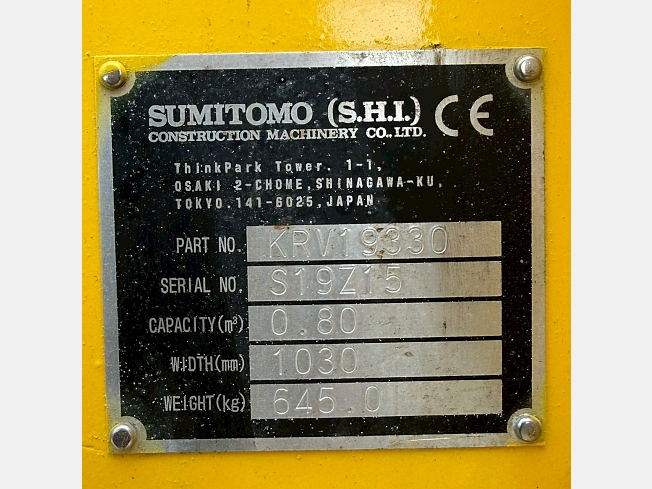 SUMITOMO (S.H.I.) CE
CONSTRUCTION MACHINERY CO.,LTD.
ThinkPark Tower. 1-1,
OSAKI 2-CHOME,SHINAGAWA-KU,
TOKYO.141-6025,JAPAN
PART NO. KRV19330
SERIAL NO. S19Z15
CAPACITY(m³) 0.80
WIDTH(mm) 1030
WEIGHT(kg) 645.0